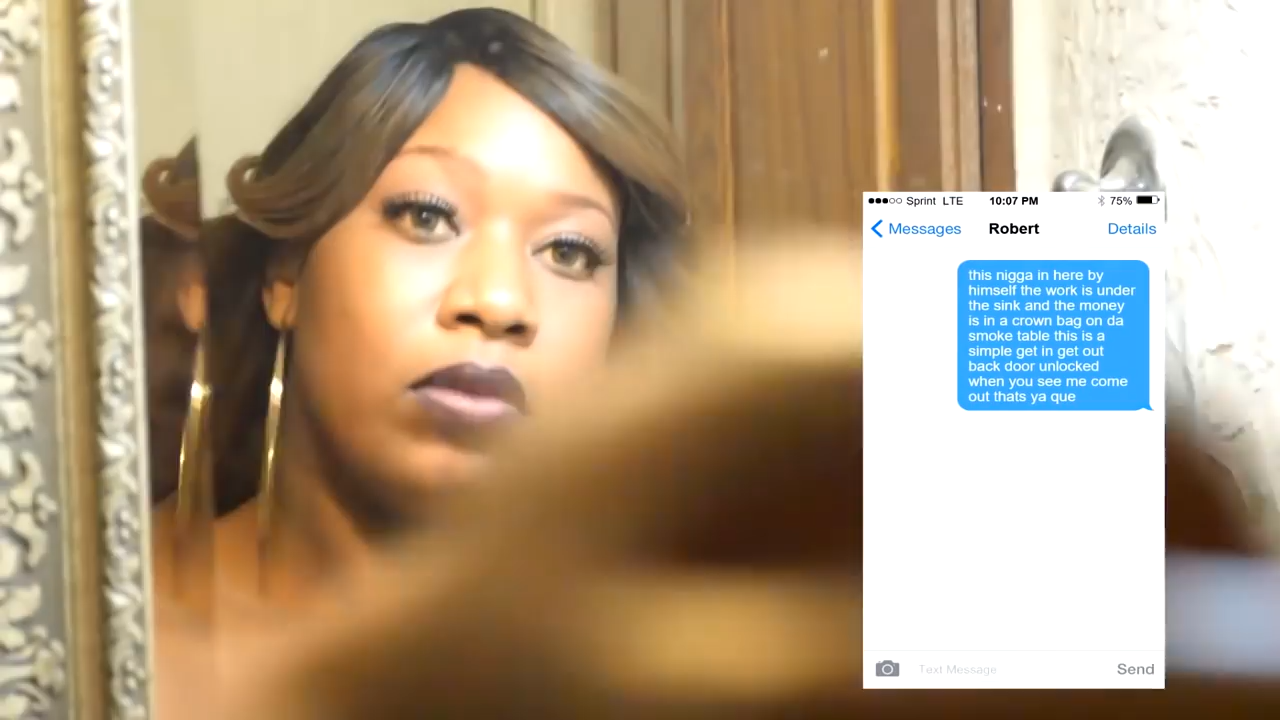 Sprint LTE 10:07 PM 75%
Messages Robert Details
this nigga in here by
himself the work is under
the sink and the money
is in a crown bag on da
smoke table this is a
simple get in get out
back door unlocked
when you see me come
out thats ya que
Text Message Send